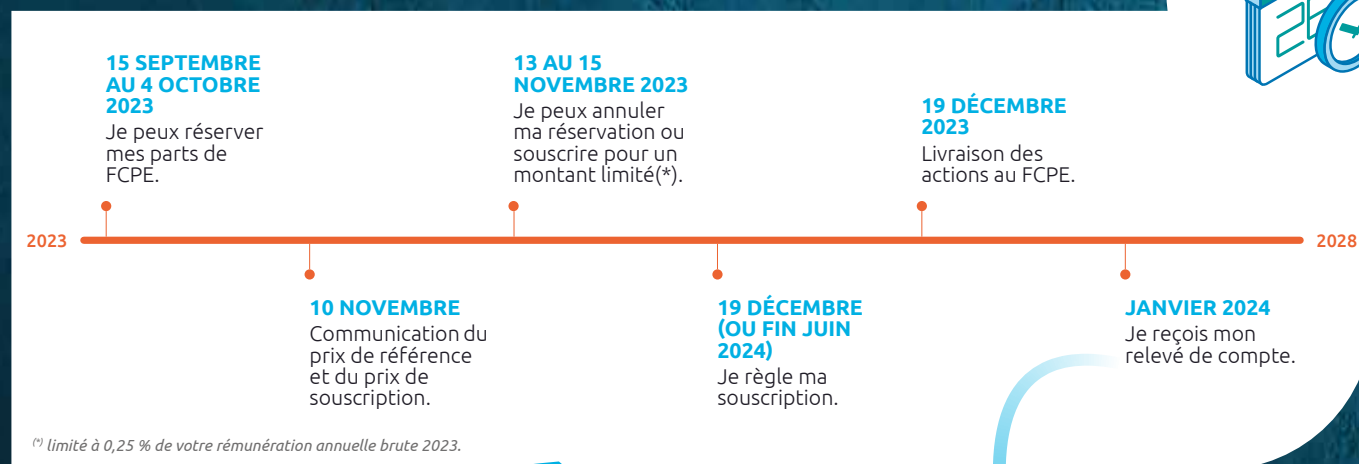 15 SEPTEMBRE
AU 4 OCTOBRE
2023
Je peux réserver
mes parts de
FCPE.
13 AU 15
NOVEMBRE 2023
Je peux annuler
ma réservation ou
souscrire pour un
montant limité(*).
19 DÉCEMBRE
2023
Livraison des
actions au FCPE.
2023
2028
10 NOVEMBRE
Communication du
prix de référence
et du prix de
souscription.
19 DÉCEMBRE
(OU FIN JUIN
2024)
Je règle ma
souscription.
JANVIER 2024
Je reçois mon
relevé de compte.
(*) limité à 0,25 % de votre rémunération annuelle brute 2023.